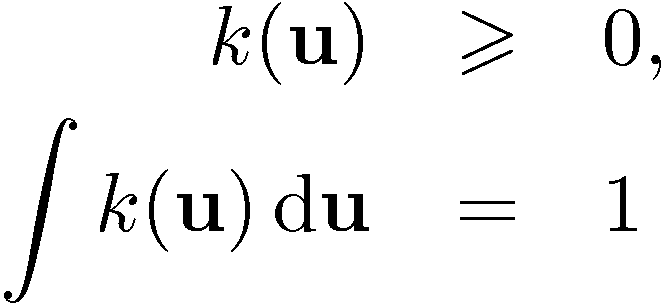 k(𝐮) ⩾ 0,
∫ k(𝐮) d𝐮 = 1